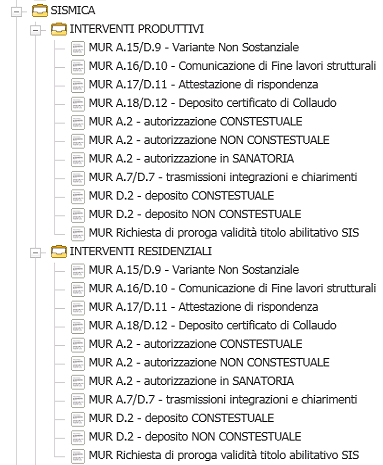 SISMICA
INTERVENTI PRODUTTIVI
MUR A.15/D.9 - Variante Non Sostanziale
MUR A.16/D.10 - Comunicazione di Fine lavori strutturali
MUR A.17/D.11 - Attestazione di rispondenza
MUR A.18/D.12 - Deposito certificato di Collaudo
MUR A.2 - autorizzazione CONSTESTUALE
MUR A.2 - autorizzazione NON CONSTESTUALE
MUR A.2 - autorizzazione in SANATORIA
MUR A.7/D.7 - trasmissioni integrazioni e chiarimenti
MUR D.2 - deposito CONSTESTUALE
MUR D.2 - deposito NON CONSTESTUALE
MUR Richiesta di proroga validità titolo abilitativo SIS
INTERVENTI RESIDENZIALI
MUR A.15/D.9 - Variante Non Sostanziale
MUR A.16/D.10 - Comunicazione di Fine lavori strutturali
MUR A.17/D.11 - Attestazione di rispondenza
MUR A.18/D.12 - Deposito certificato di Collaudo
MUR A.2 - autorizzazione CONSTESTUALE
MUR A.2 - autorizzazione NON CONSTESTUALE
MUR A.2 - autorizzazione in SANATORIA
MUR A.7/D.7 - trasmissioni integrazioni e chiarimenti
MUR D.2 - deposito CONSTESTUALE
MUR D.2 - deposito NON CONSTESTUALE
MUR Richiesta di proroga validità titolo abilitativo SIS